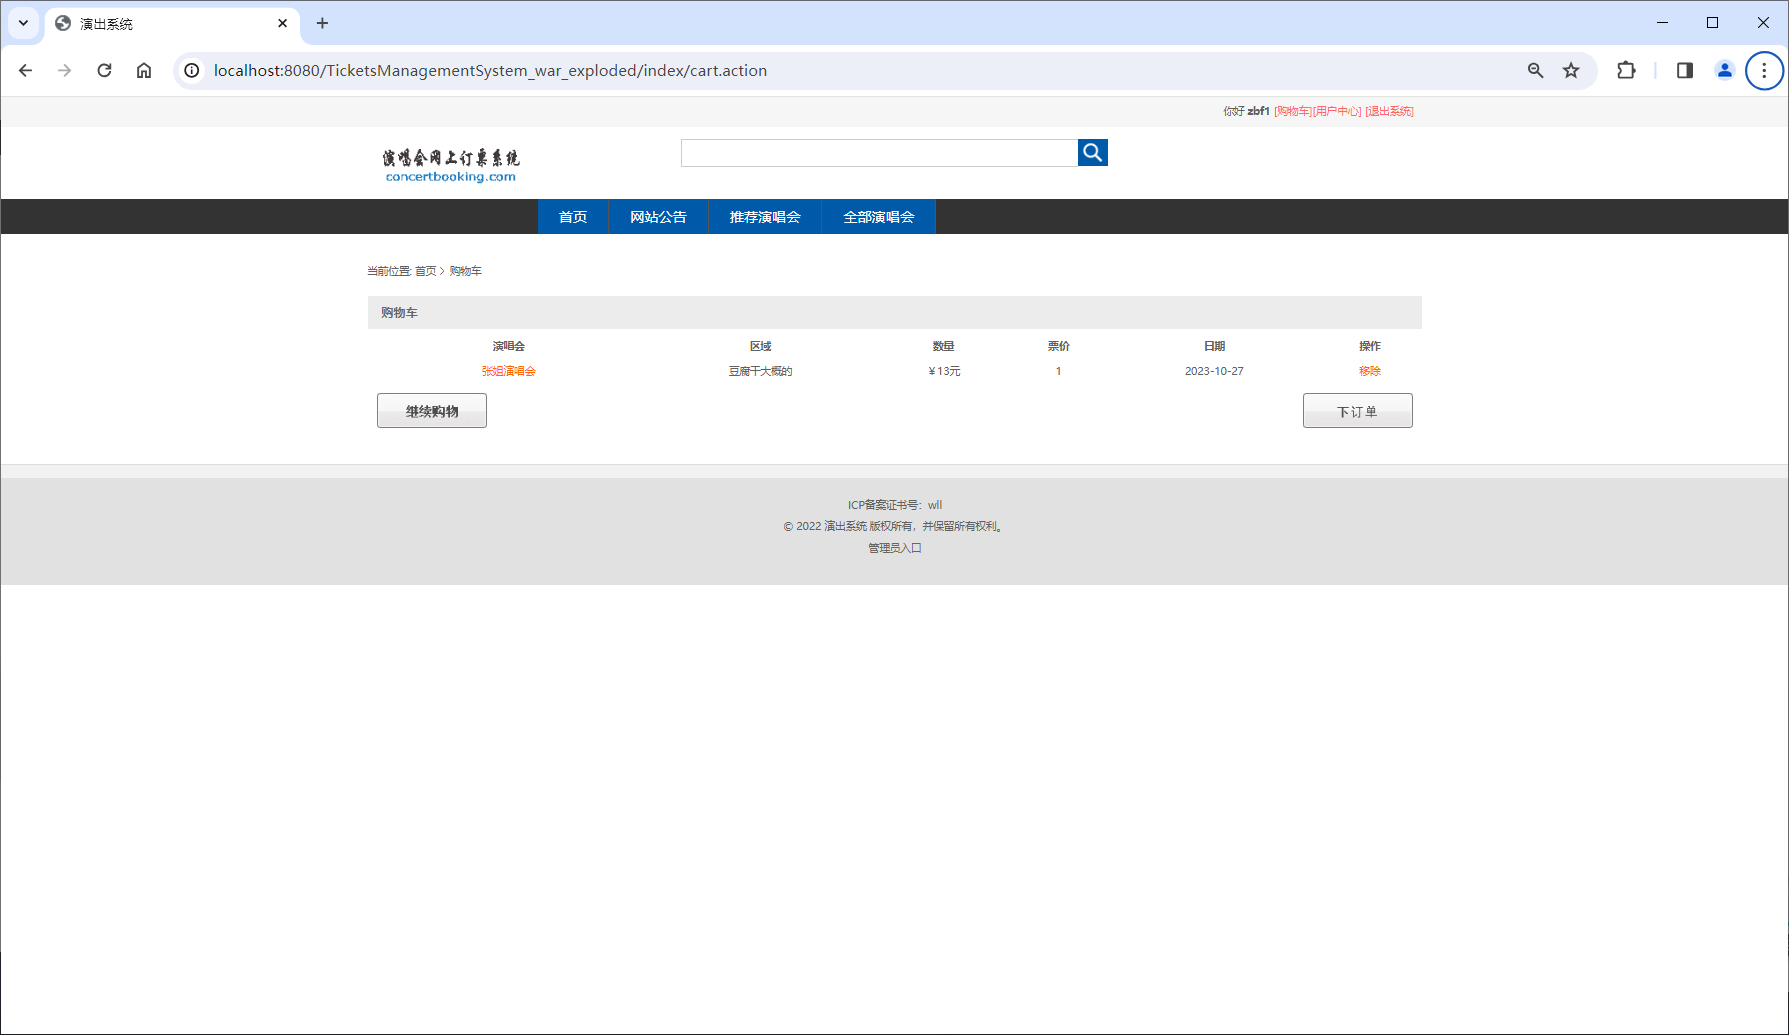 演出系统
localhost:8080/TicketsManagementSystem_war_exploded/index/cart.action
你好 zbf1 [购物车][用户中心] [退出系统]
演唱会网上订票系统
concertbooking.com
首页 网站公告 推荐演唱会 全部演唱会
当前位置: 首页 > 购物车
购物车
演唱会 区域 数量 票价 日期 操作
张姐演唱会 豆腐干大概的 ￥13元 1 2023-10-27 移除
继续购物 下订单
ICP备案证书号：wll
© 2022 演出系统 版权所有，并保留所有权利。
管理员入口